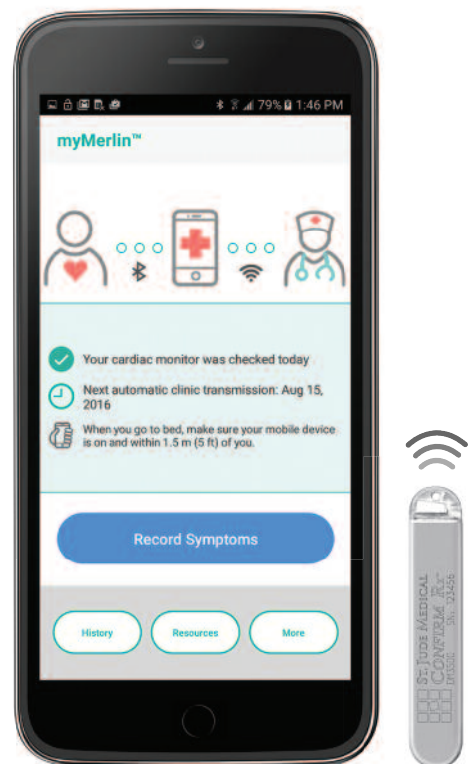 79% 1:46 PM
myMerlin™
Your cardiac monitor was checked today
Next automatic clinic transmission: Aug 15,
2016
When you go to bed, make sure your mobile device
is on and within 1.5 m (5 ft) of you.
Record Symptoms
History
Resources
More
ST. JUDE MEDICAL
CONFIRM Rx™
DM3500 SN: 123456